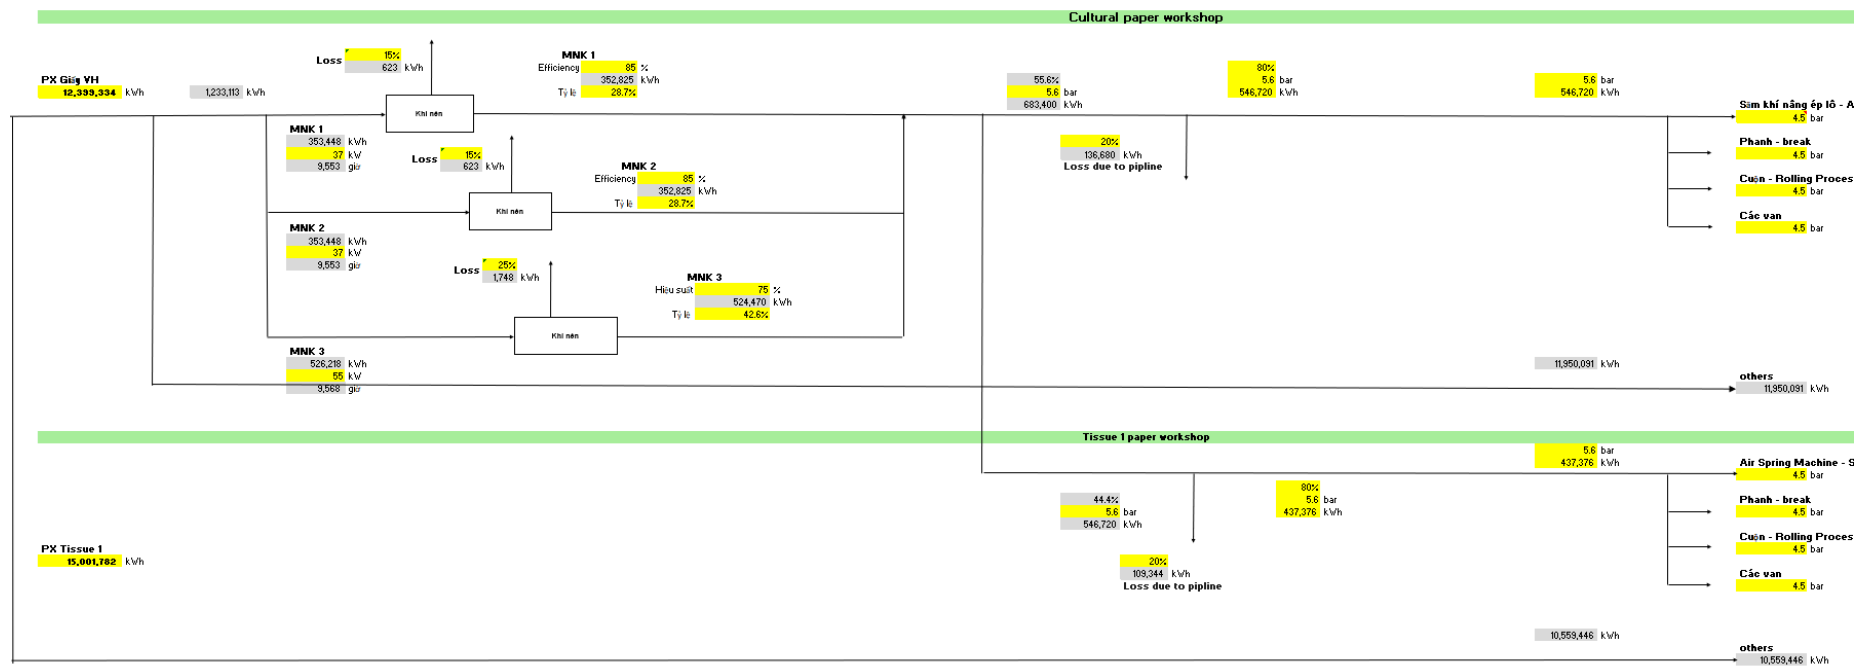 Cultural paper workshop
Loss 15%
623 kWh
MNK 1
Efficiency 85 %
352,825 kWh
Tỷ lệ 28.7%
PX Giấy VH
12,399,334 kWh
1,233,113 kWh
Khí nén
55.6%
5.6 bar
683,400 kWh
80%
5.6 bar
546,720 kWh
5.6 bar
546,720 kWh
Săm khí nâng ép lô - A
4.5 bar
MNK 1
353,448 kWh
37 kW
9,553 giờ
Loss 15%
623 kWh
MNK 2
Efficiency 85 %
352,825 kWh
Tỷ lệ 28.7%
20%
136,680 kWh
Loss due to pipline
Phanh - break
4.5 bar
Cuộn - Rolling Proces
4.5 bar
Khí nén
Các van
4.5 bar
MNK 2
353,448 kWh
37 kW
9,553 giờ
Loss 25%
1,748 kWh
MNK 3
Hiệu suất 75 %
524,470 kWh
Tỷ lệ 42.6%
Khí nén
MNK 3
526,218 kWh
55 kW
9,568 giờ
11,950,091 kWh
others
11,950,091 kWh
Tissue 1 paper workshop
5.6 bar
437,376 kWh
Air Spring Machine - S
4.5 bar
44.4%
5.6 bar
546,720 kWh
80%
5.6 bar
437,376 kWh
Phanh - break
4.5 bar
Cuộn - Rolling Proces
4.5 bar
PX Tissue 1
15,001,782 kWh
20%
109,344 kWh
Loss due to pipline
Các van
4.5 bar
10,559,446 kWh
others
10,559,446 kWh